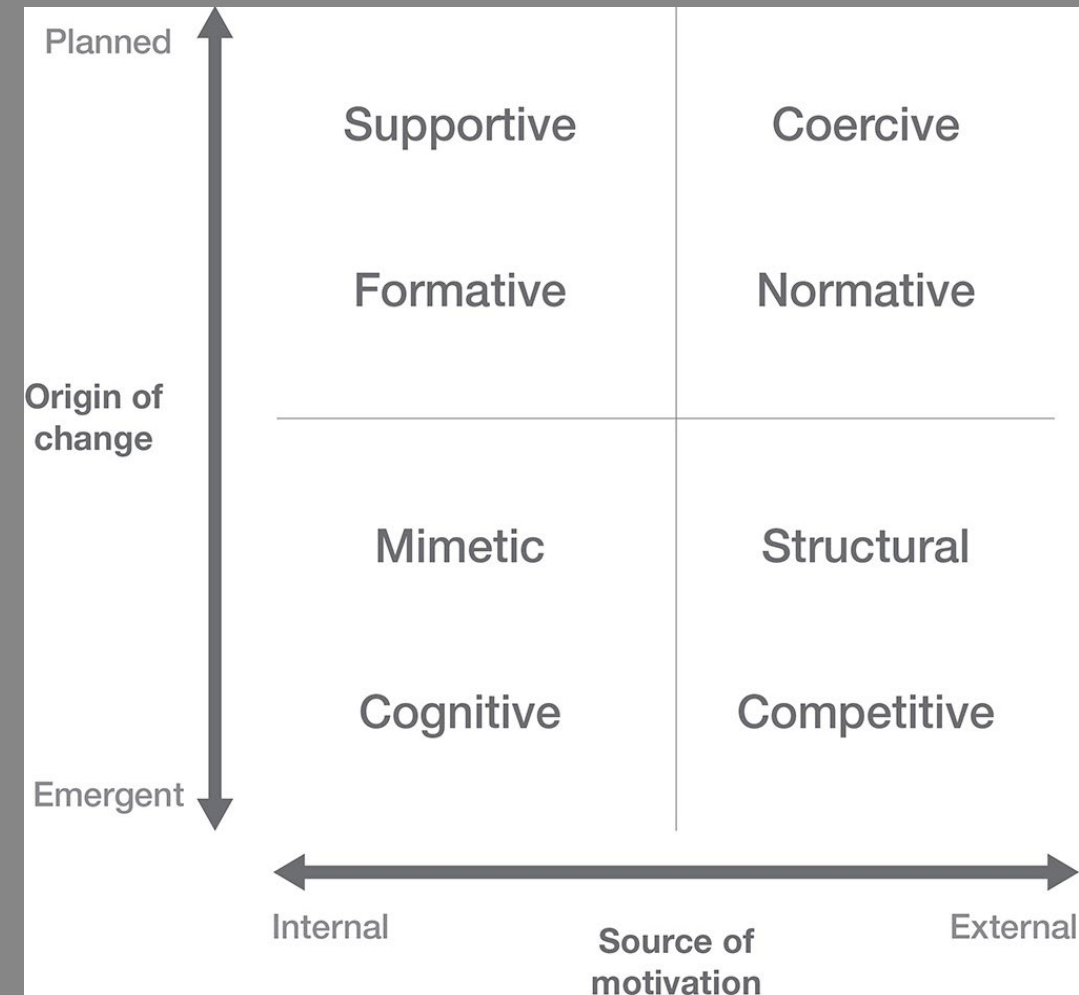 Planned
Supportive Coercive
Formative Normative
Origin of
change
Mimetic Structural
Cognitive Competitive
Emergent
Internal External
Source of
motivation